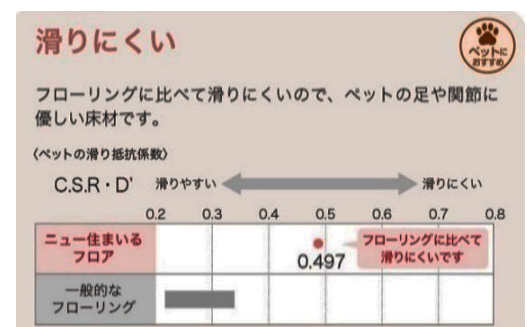 滑りにくい
ペットに
おすすめ
フローリングに比べて滑りにくいので、ペットの足や関節に
優しい床材です。
〈ペットの滑り抵抗係数〉
C.S.R・D' 滑りやすい 滑りにくい
0.2 0.3 0.4 0.5 0.6 0.7 0.8
ニュー住まいる
フロア
0.497
フローリングに比べて
滑りにくいです
一般的な
フローリング